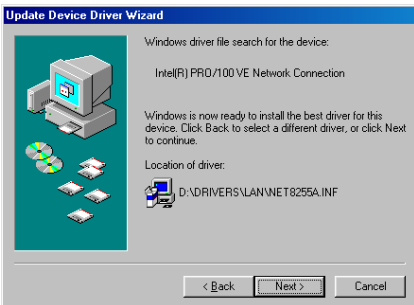 Update Device Driver Wizard
Windows driver file search for the device:
Intel(R) PRO/100 VE Network Connection
Windows is now ready to install the best driver for this
device. Click Back to select a different driver, or click Next
to continue.
Location of driver:
D:\DRIVERS\LAN\NET8255A.INF
< Back
Next >
Cancel